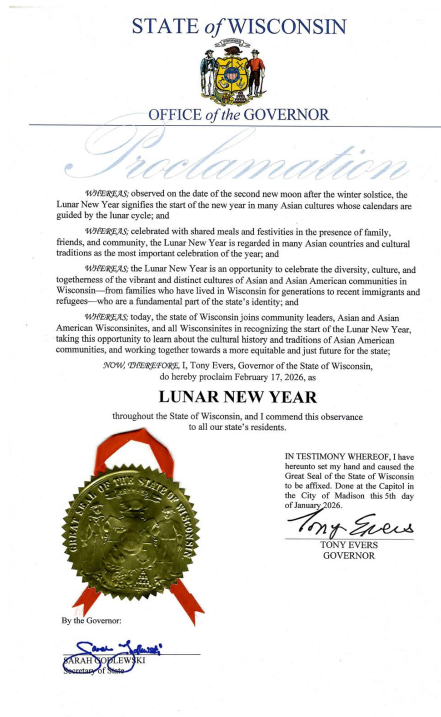 STATE of WISCONSIN
OFFICE of the GOVERNOR
Proclamation
WHEREAS; observed on the date of the second new moon after the winter solstice, the
Lunar New Year signifies the start of the new year in many Asian cultures whose calendars are
guided by the lunar cycle; and
WHEREAS; celebrated with shared meals and festivities in the presence of family,
friends, and community, the Lunar New Year is regarded in many Asian countries and cultural
traditions as the most important celebration of the year; and
WHEREAS; the Lunar New Year is an opportunity to celebrate the diversity, culture, and
togetherness of the vibrant and distinct cultures of Asian and Asian American communities in
Wisconsin—from families who have lived in Wisconsin for generations to recent immigrants and
refugees—who are a fundamental part of the state's identity; and
WHEREAS; today, the state of Wisconsin joins community leaders, Asian and Asian
American Wisconsinites, and all Wisconsinites in recognizing the start of the Lunar New Year,
taking this opportunity to learn about the cultural history and traditions of Asian American
communities, and working together towards a more equitable and just future for the state;
NOW, THEREFORE, I, Tony Evers, Governor of the State of Wisconsin,
do hereby proclaim February 17, 2026, as
LUNAR NEW YEAR
throughout the State of Wisconsin, and I commend this observance
to all our state's residents.
GREAT SEAL OF THE STATE OF WISCONSIN
IN TESTIMONY WHEREOF, I have
hereunto set my hand and caused the
Great Seal of the State of Wisconsin
to be affixed. Done at the Capitol in
the City of Madison this 5th day
of January 2026.
Tony Evers
TONY EVERS
GOVERNOR
By the Governor:
SARAH GODLEWSKI
Secretary of State